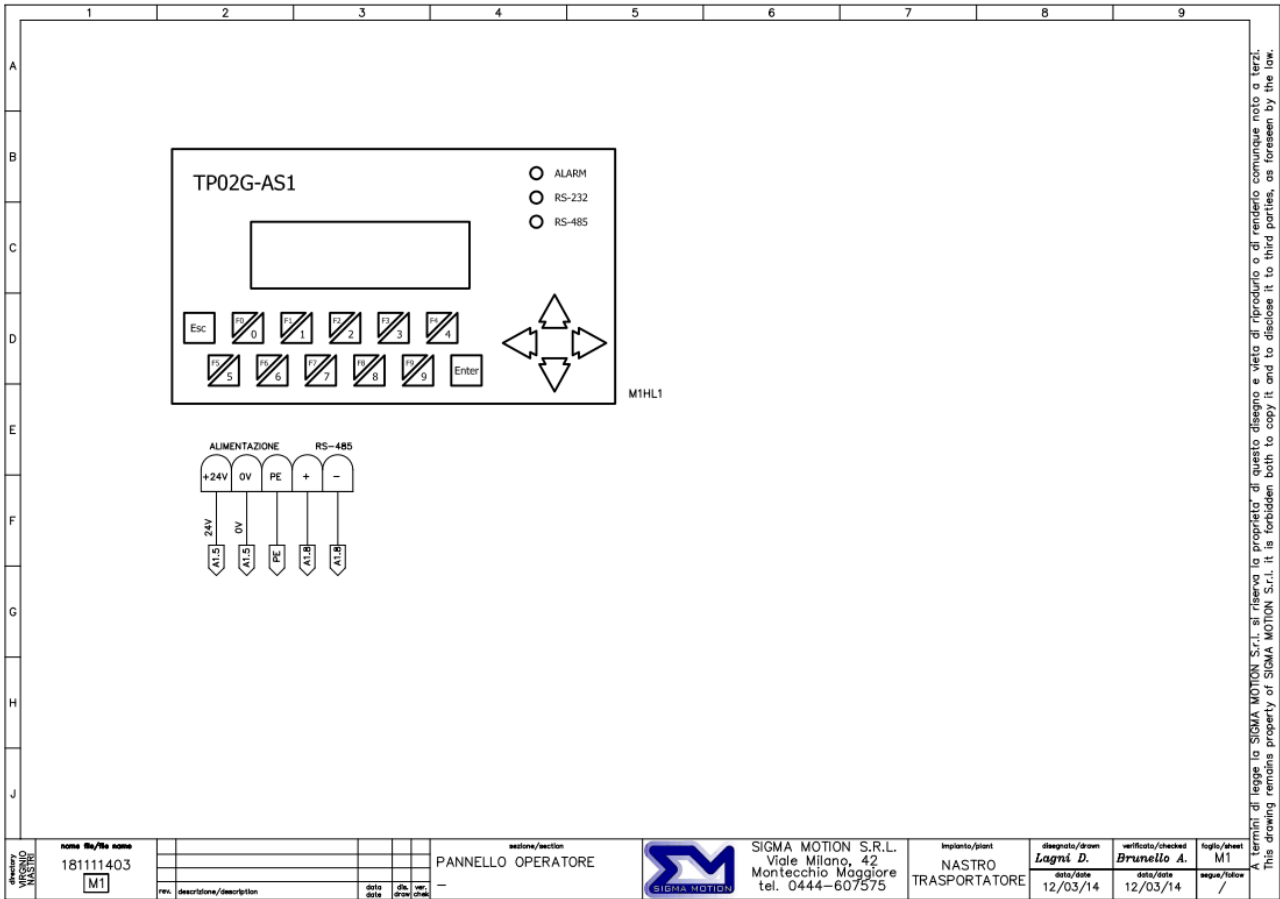 1 2 3 4 5 6 7 8 9
A
B
C
D
E
F
G
H
J
TP02G-AS1
ALARM
RS-232
RS-485
Esc F0 0 F1 1 F2 2 F3 3 F4 4
F5 5 F6 6 F7 7 F8 8 F9 9 Enter
M1HL1
ALIMENTAZIONE RS-485
+24V 0V PE + -
24V 0V
A1.5 A1.5 PE A1.8 A1.8
A termini di legge la SIGMA MOTION S.r.l. si riserva la proprieta' di questo disegno e vieta di riprodurlo o di renderlo comunque noto a terzi.
This drawing remains property of SIGMA MOTION S.r.l. it is forbidden both to copy it and to disclose it to third parties, as foreseen by the law.
directory
VIRGINIO
NASTRI
nome file/file name
181111403
M1
rev. descrizione/description
data
date
dis.
draw.
ver.
chek.
sezione/section
PANNELLO OPERATORE
-
SIGMA MOTION
SIGMA MOTION S.R.L.
Viale Milano, 42
Montecchio Maggiore
tel. 0444-607575
impianto/plant
NASTRO
TRASPORTATORE
disegnato/drawn
Lagni D.
data/date
12/03/14
verificato/checked
Brunello A.
data/date
12/03/14
foglio/sheet
M1
segue/follow
/